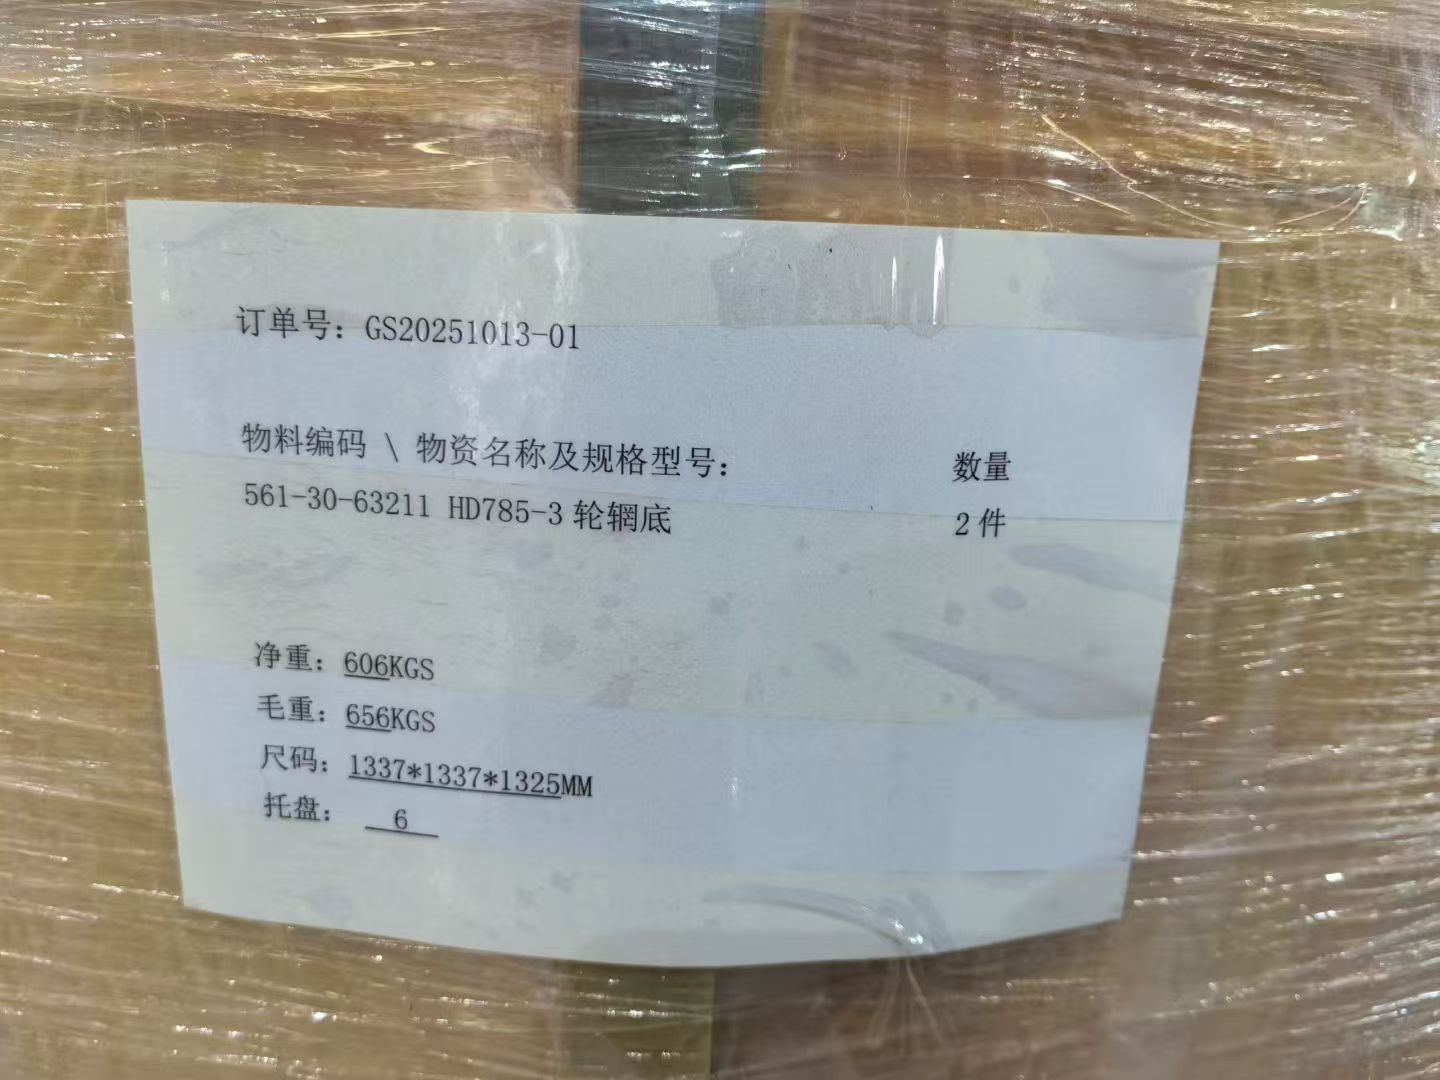 订单号：GS20251013-01
物料编码 \ 物资名称及规格型号： 数量
561-30-63211 HD785-3 轮辋底 2 件
净重：606KGS
毛重：656KGS
尺码：1337*1337*1325MM
托盘： 6